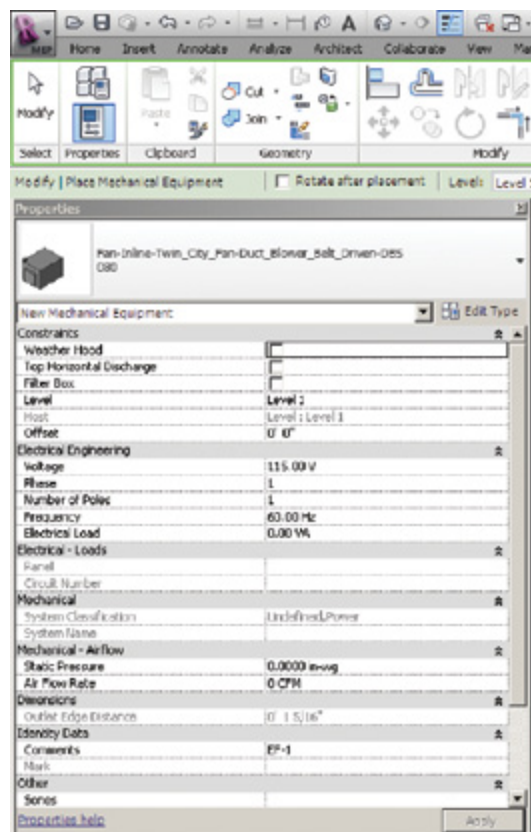 MEP
Home Insert Annotate Analyze Architect Collaborate View
Modify
Paste
Cut
Join
Select Properties Clipboard Geometry Modify
Modify | Place Mechanical Equipment Rotate after placement Level: Level
Properties
Fan-Inline-Twin_City_Fan-Duct_Blower_Belt_Driven-DBS
080
New Mechanical Equipment Edit Type
Constraints
Weather Hood
Top Horizontal Discharge
Filter Box
Level Level 1
Host Level : Level 1
Offset 0' 0"
Electrical Engineering
Voltage 115.00 V
Phase 1
Number of Poles 1
Frequency 60.00 Hz
Electrical Load 0.00 VA
Electrical - Loads
Panel
Circuit Number
Mechanical
System Classification Undefined,Power
System Name
Mechanical - Airflow
Static Pressure 0.0000 in-wg
Air Flow Rate 0 CFM
Dimensions
Outlet Edge Distance 0' 1 5/16"
Identity Data
Comments EF-1
Mark
Other
Sones
Properties help Apply